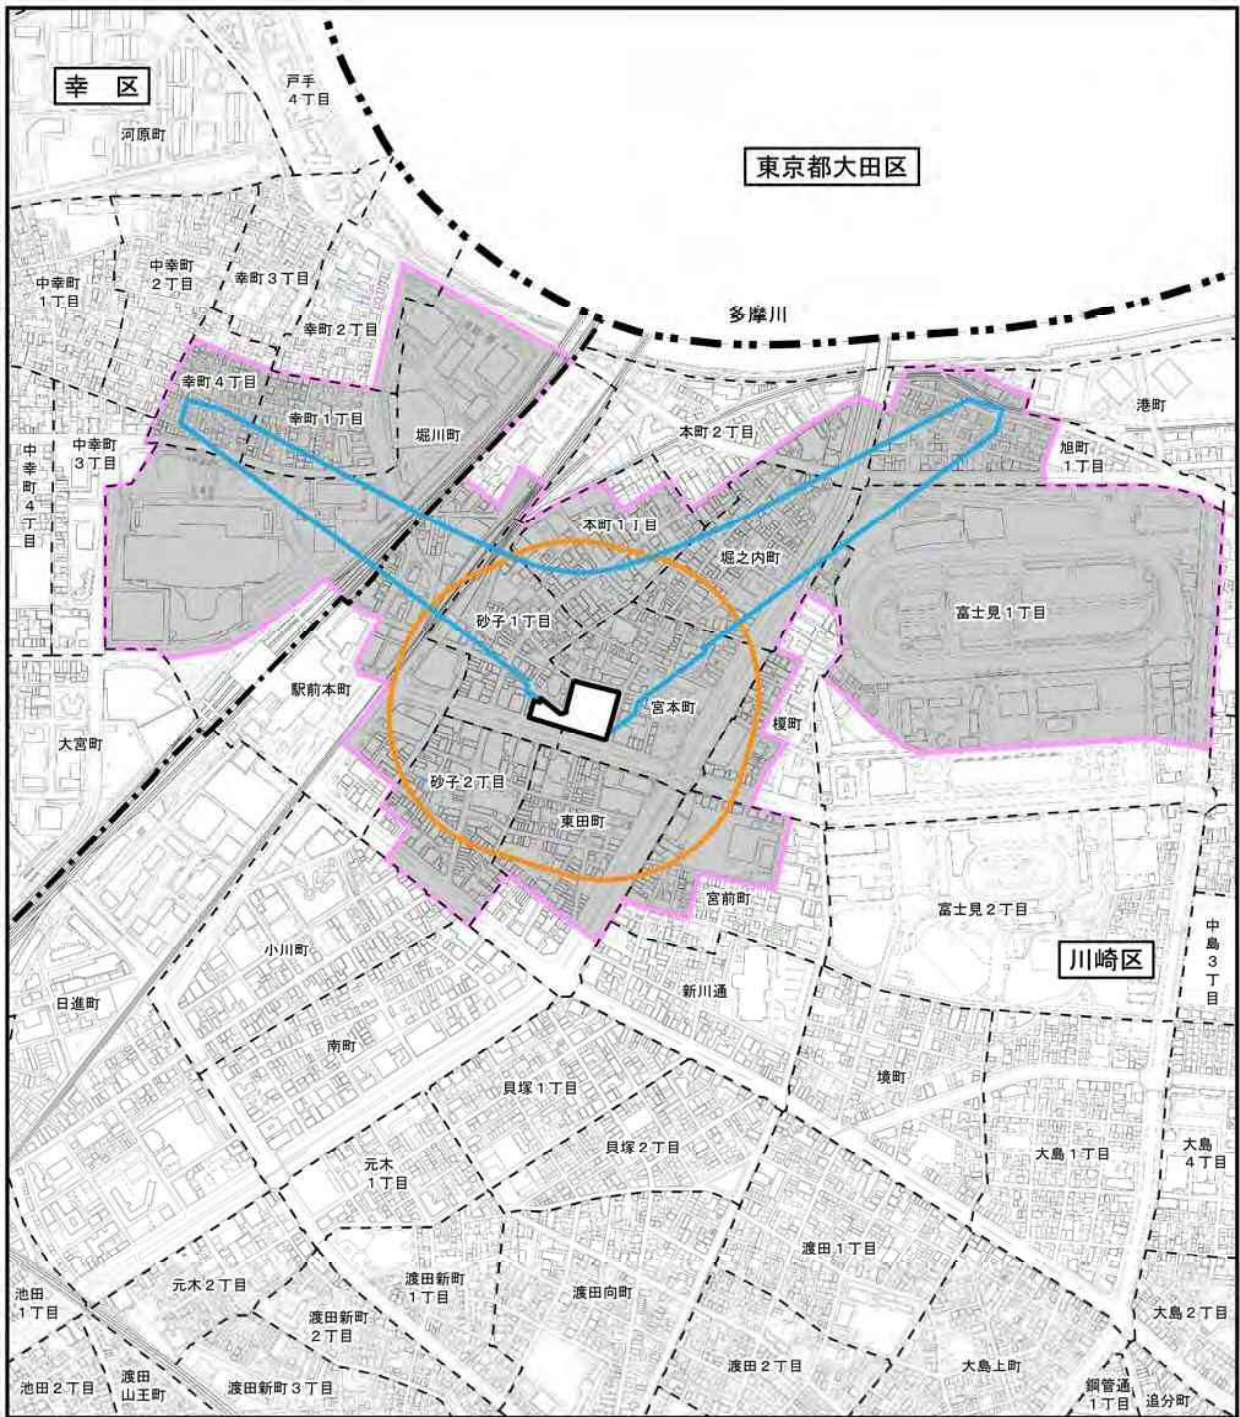 幸 区
戸手
4丁目
河原町
東京都大田区
中幸町
1丁目
中幸町
2丁目
幸町3丁目
幸町2丁目
多摩川
幸町4丁目
幸町1丁目
堀川町
本町2丁目
港町
旭町
1丁目
中幸町
3丁目
中幸町4丁目
本町1丁目
堀之内町
砂子1丁目
富士見1丁目
駅前本町
宮本町
榎町
大宮町
砂子2丁目
東田町
宮前町
富士見2丁目
小川町
中島3丁目
川崎区
新川通
日進町
南町
境町
貝塚1丁目
貝塚2丁目
大島1丁目
大島
4丁目
元木
1丁目
渡田1丁目
元木2丁目
渡田新町
1丁目
渡田向町
池田
1丁目
渡田新町
2丁目
大島2丁目
渡田2丁目
大島上町
池田2丁目
渡田
山王町
渡田新町3丁目
鋼管通
1丁目
追分町